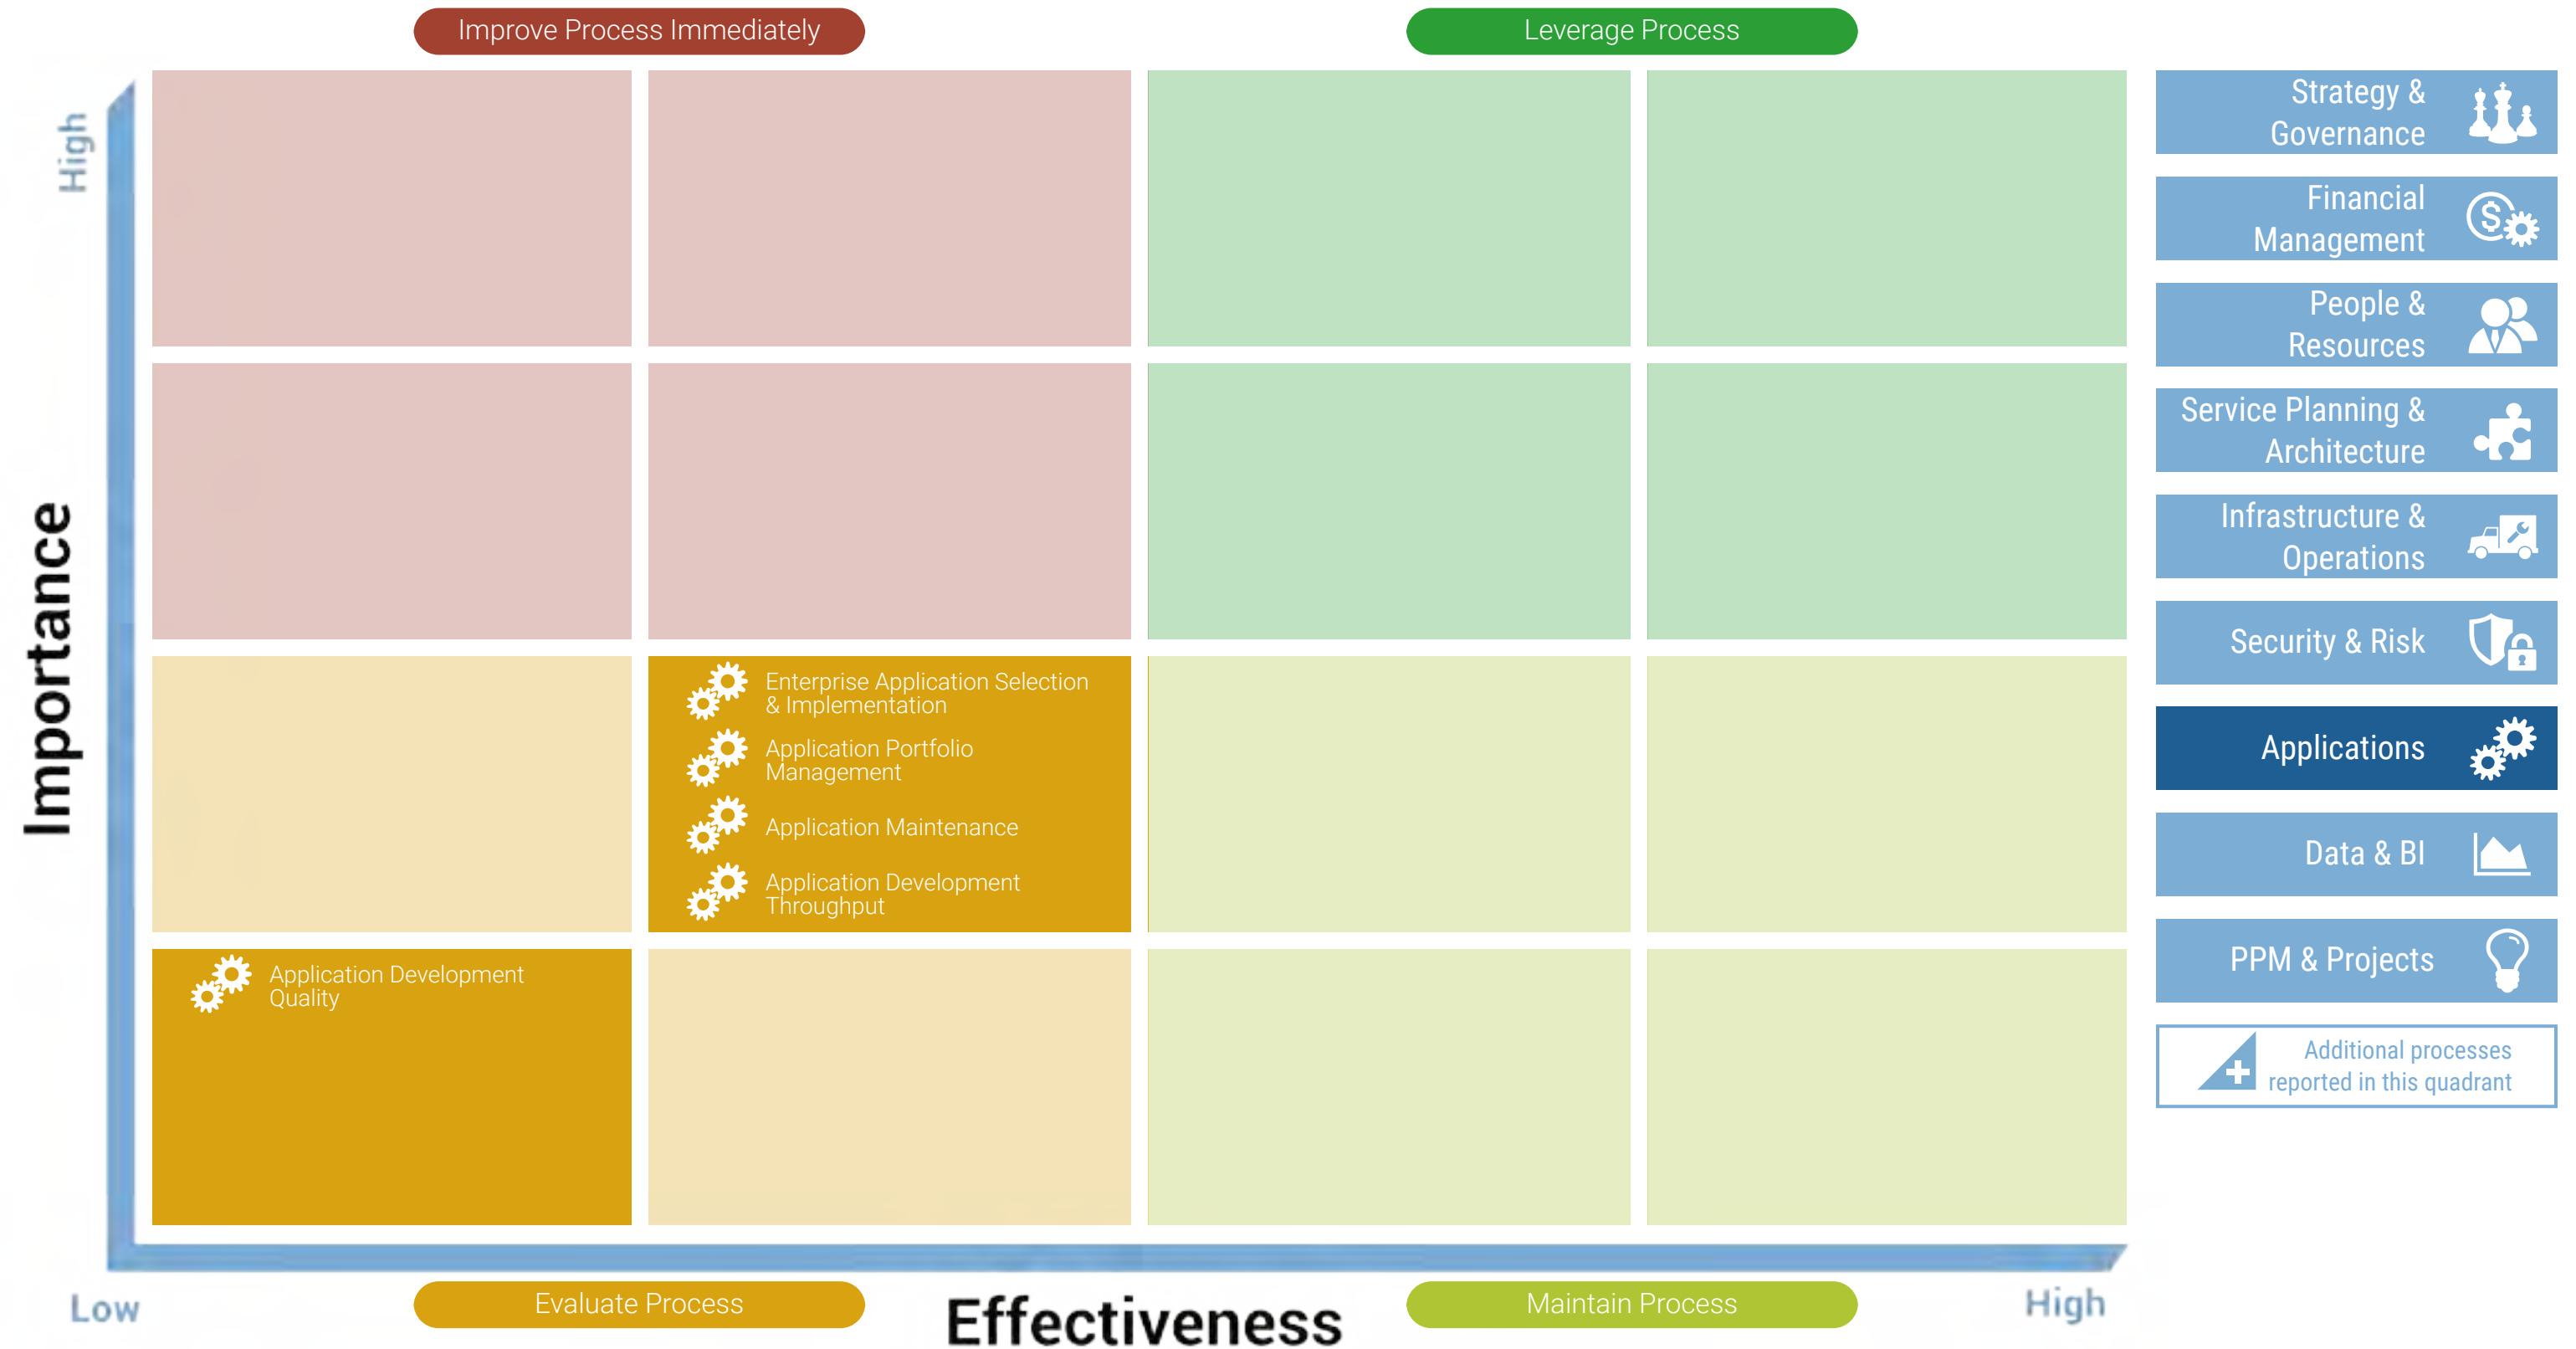 Improve Process Immediately
Leverage Process
High
Importance
Enterprise Application Selection
& Implementation
Application Portfolio
Management
Application Maintenance
Application Development
Throughput
Application Development
Quality
Low
Evaluate Process
Effectiveness
Maintain Process
High
Strategy &
Governance
Financial
Management
People &
Resources
Service Planning &
Architecture
Infrastructure &
Operations
Security & Risk
Applications
Data & BI
PPM & Projects
Additional processes
reported in this quadrant